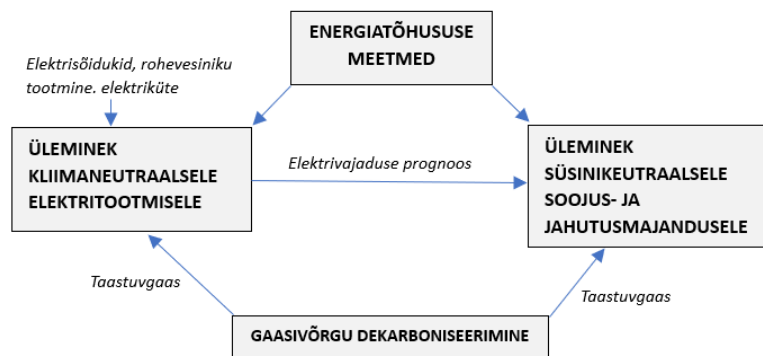 ENERGIATÕHUSUSE
MEETMED
Elektrisõidukid, rohevesiniku
tootmine. elektriküte
ÜLEMINEK
KLIIMANEUTRAALSELE
ELEKTRITOOTMISELE
Elektrivajaduse prognoos
ÜLEMINEK
SÜSINIKEUTRAALSELE
SOOJUS- JA
JAHUTUSMAJANDUSELE
Taastuvgaas
Taastuvgaas
GAASIVÕRGU DEKARBONISEERIMINE